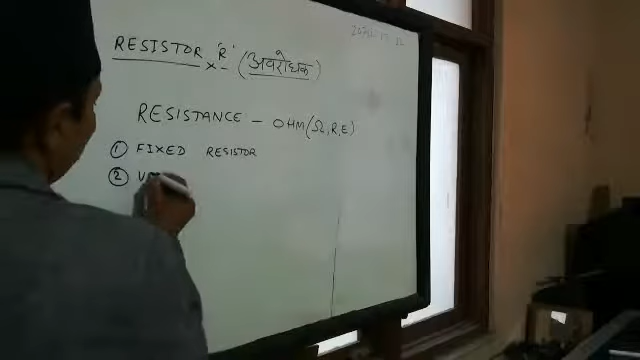 RESISTOR 'R' (अवरोधक)
RESISTANCE - OHM (Ω, R, E)
① FIXED RESISTOR
② V